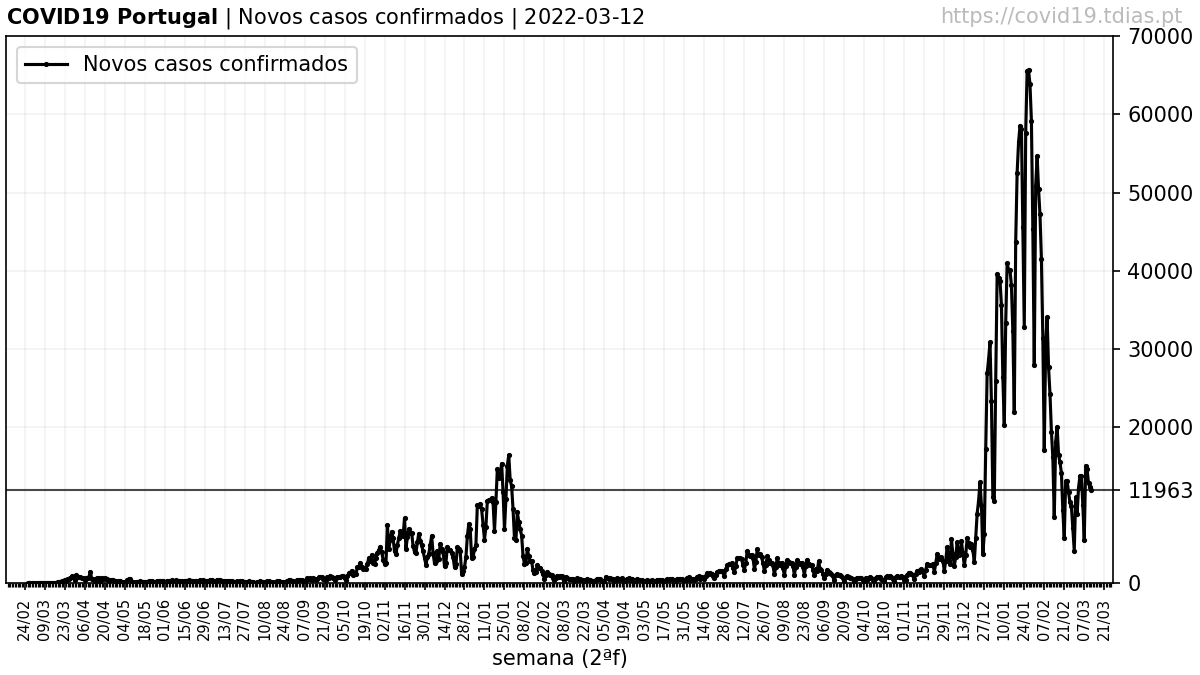 COVID19 Portugal | Novos casos confirmados | 2022-03-12
https://covid19.tdias.pt
Novos casos confirmados
70000
60000
50000
40000
30000
20000
11963
0
24/02 09/03 23/03 06/04 20/04 04/05 18/05 01/06 15/06 29/06 13/07 27/07 10/08 24/08 07/09 21/09 05/10 19/10 02/11 16/11 30/11 14/12 28/12 11/01 25/01 08/02 22/02 08/03 22/03 05/04 19/04 03/05 17/05 31/05 14/06 28/06 12/07 26/07 09/08 23/08 06/09 20/09 04/10 18/10 01/11 15/11 29/11 13/12 27/12 10/01 24/01 07/02 21/02 07/03 21/03
semana (2ªf)